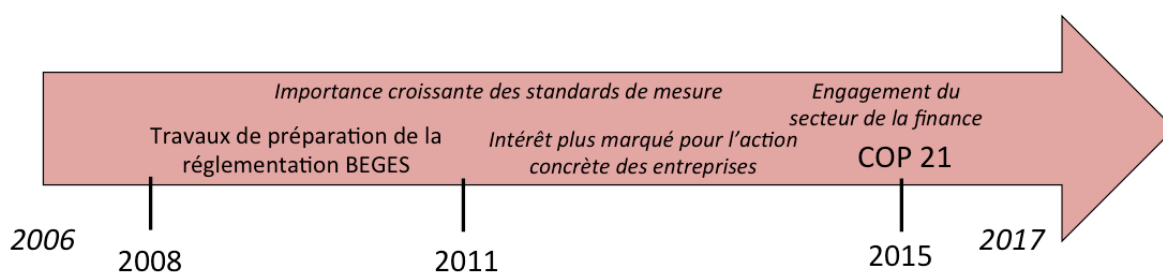 Importance croissante des standards de mesure
Engagement du
secteur de la finance
Travaux de préparation de la
réglementation BEGES
Intérêt plus marqué pour l’action
concrète des entreprises
COP 21
2006
2008
2011
2015
2017